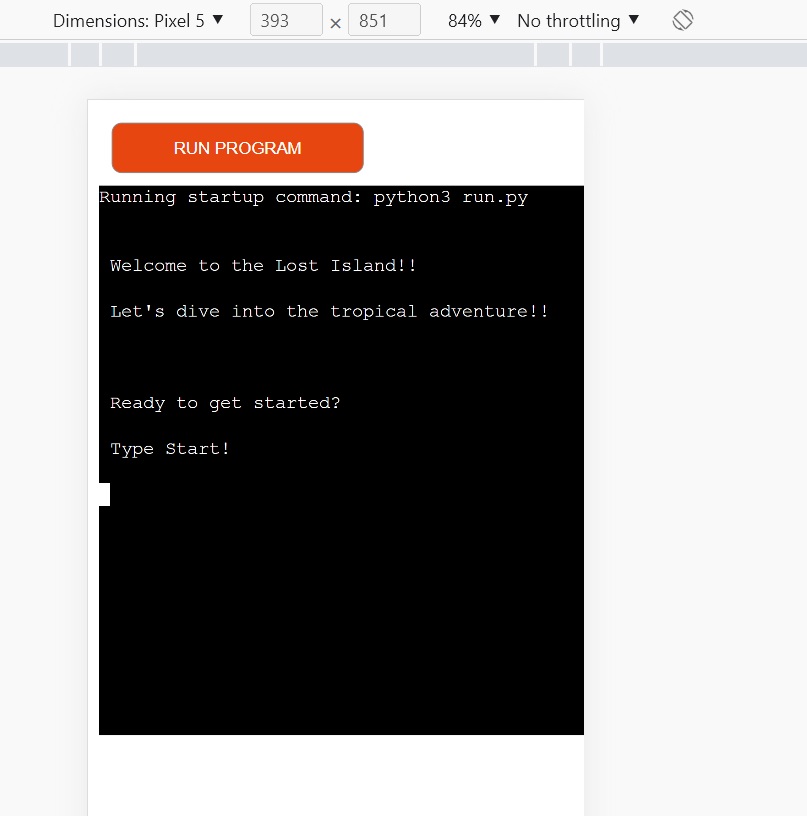 Dimensions: Pixel 5 ▼ 393 × 851 84% ▼ No throttling ▼
RUN PROGRAM
Running startup command: python3 run.py
Welcome to the Lost Island!!
Let's dive into the tropical adventure!!
Ready to get started?
Type Start!